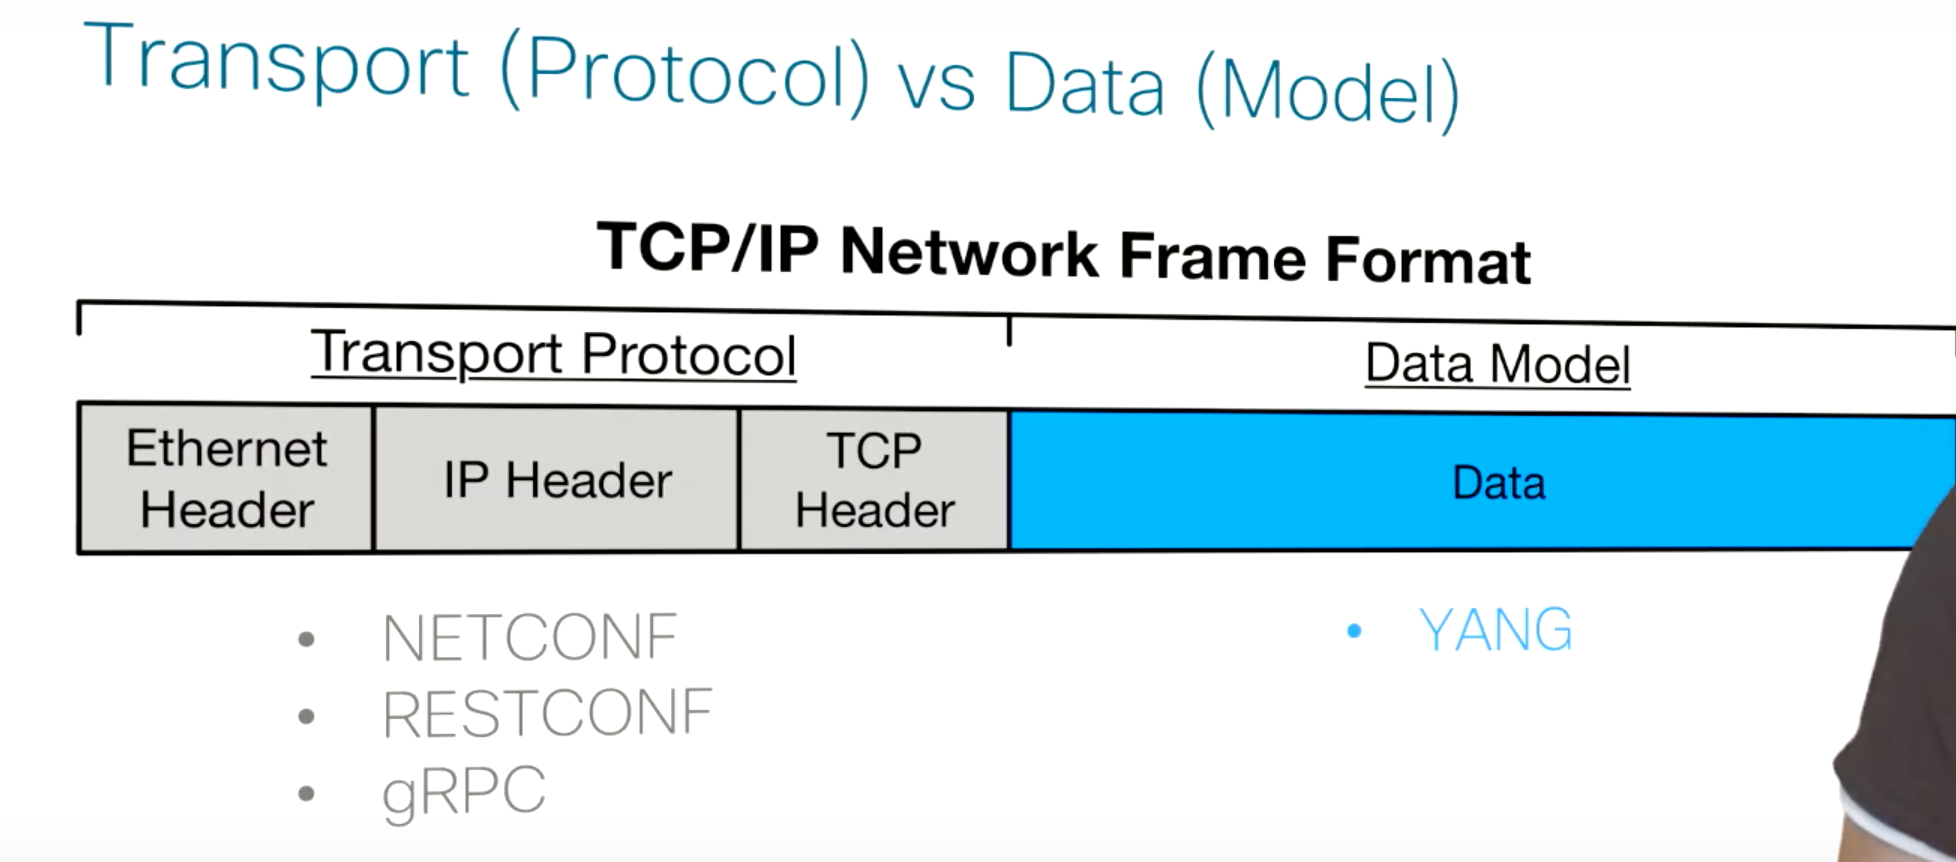 Transport (Protocol) vs Data (Model)
TCP/IP Network Frame Format
Transport Protocol
Data Model
Ethernet
Header
IP Header
TCP
Header
Data
• NETCONF
• RESTCONF
• gRPC
• YANG